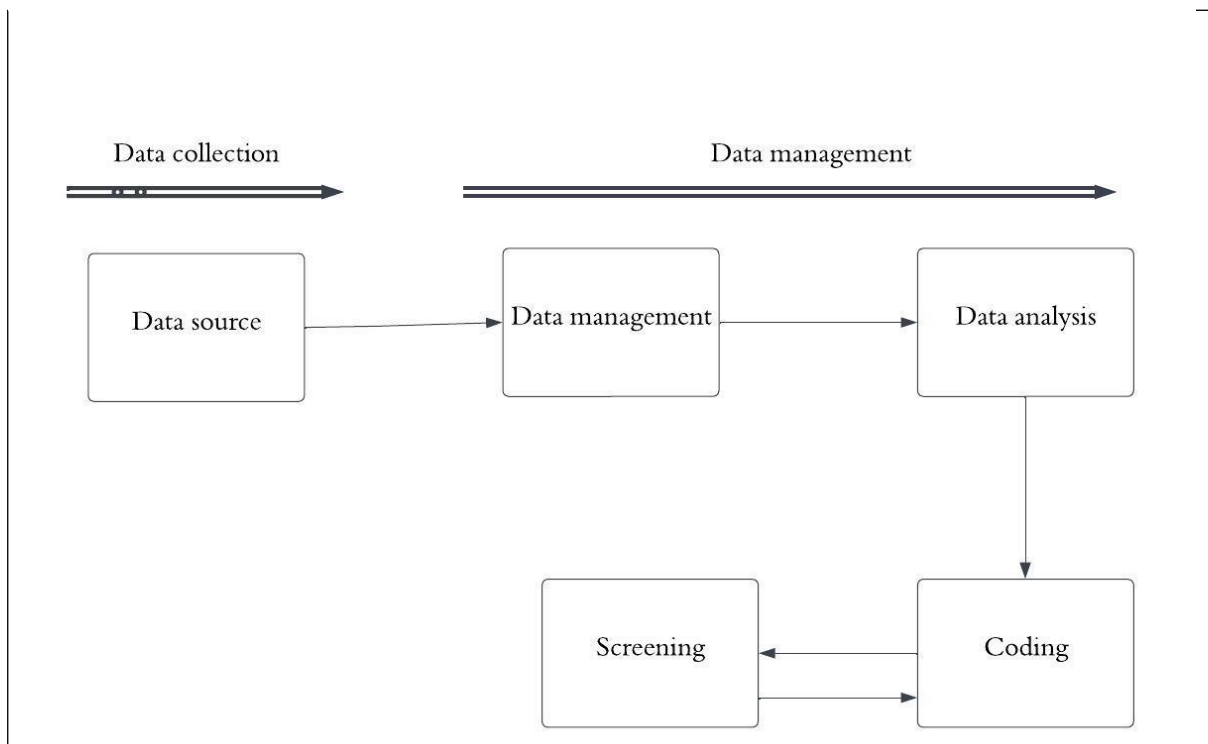 Data collection
Data management
Data source
Data management
Data analysis
Screening
Coding